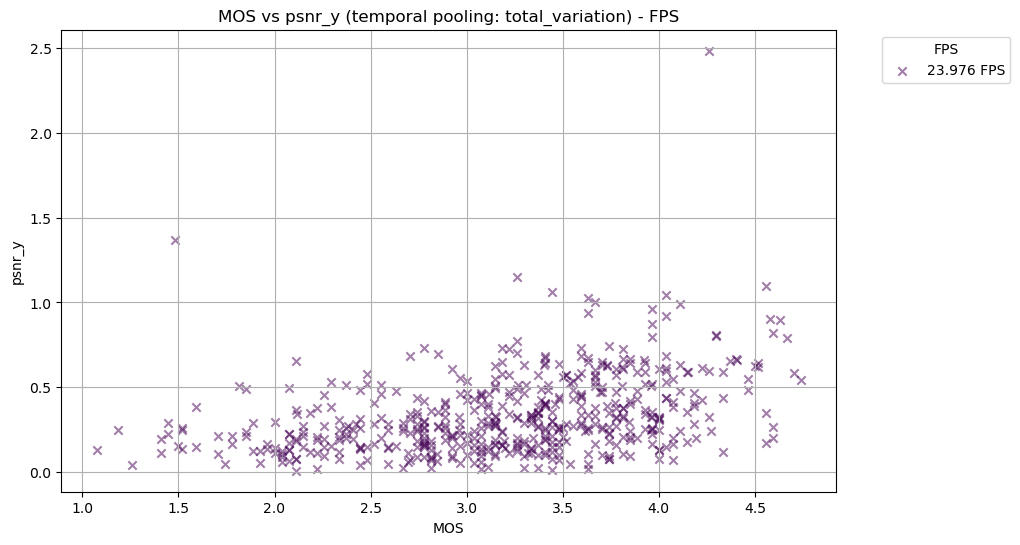 MOS vs psnr_y (temporal pooling: total_variation) - FPS
FPS
23.976 FPS
2.5
2.0
1.5
1.0
0.5
0.0
psnr_y
1.0 1.5 2.0 2.5 3.0 3.5 4.0 4.5
MOS